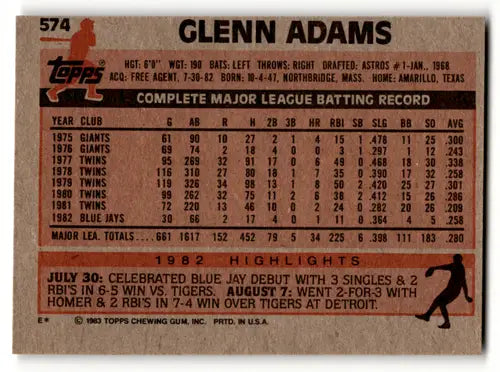 574 GLENN ADAMS
Topps
HGT: 6'0" WGT: 190 BATS: LEFT THROWS: RIGHT DRAFTED: ASTROS #1-JAN., 1968
ACQ: FREE AGENT, 7-30-82 BORN: 10-4-47, NORTHBRIDGE, MASS. HOME: AMARILLO, TEXAS
COMPLETE MAJOR LEAGUE BATTING RECORD
YEAR CLUB G AB R H 2B 3B HR RBI SB SLG BB SO AVG
1975 GIANTS 61 90 10 27 2 1 4 15 1 .478 11 25 .300
1976 GIANTS 69 74 2 18 4 0 0 3 1 .297 1 12 .243
1977 TWINS 95 269 32 91 17 0 6 49 0 .468 18 30 .338
1978 TWINS 116 310 27 80 18 1 7 35 0 .390 17 32 .258
1979 TWINS 119 326 34 98 13 1 8 50 2 .420 25 27 .301
1980 TWINS 99 262 32 75 11 2 6 38 2 .412 15 26 .286
1981 TWINS 72 220 13 46 10 0 2 24 0 .282 20 26 .209
1982 BLUE JAYS 30 66 2 17 4 0 1 11 0 .364 4 5 .258
MAJOR LEA. TOTALS..... 661 1617 152 452 79 5 34 225 6 .398 111 183 .280
1982 HIGHLIGHTS
JULY 30: CELEBRATED BLUE JAY DEBUT WITH 3 SINGLES & 2
RBI'S IN 6-5 WIN VS. TIGERS. AUGUST 7: WENT 2-FOR-3 WITH
HOMER & 2 RBI'S IN 7-4 WIN OVER TIGERS AT DETROIT.
E* © 1983 TOPPS CHEWING GUM, INC. PRTD. IN U.S.A.